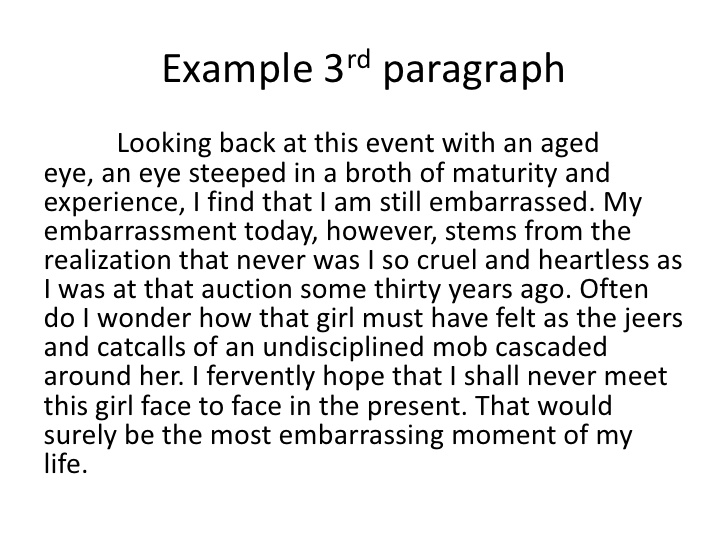 Example 3rd paragraph
Looking back at this event with an aged
eye, an eye steeped in a broth of maturity and
experience, I find that I am still embarrassed. My
embarrassment today, however, stems from the
realization that never was I so cruel and heartless as
I was at that auction some thirty years ago. Often
do I wonder how that girl must have felt as the jeers
and catcalls of an undisciplined mob cascaded
around her. I fervently hope that I shall never meet
this girl face to face in the present. That would
surely be the most embarrassing moment of my
life.